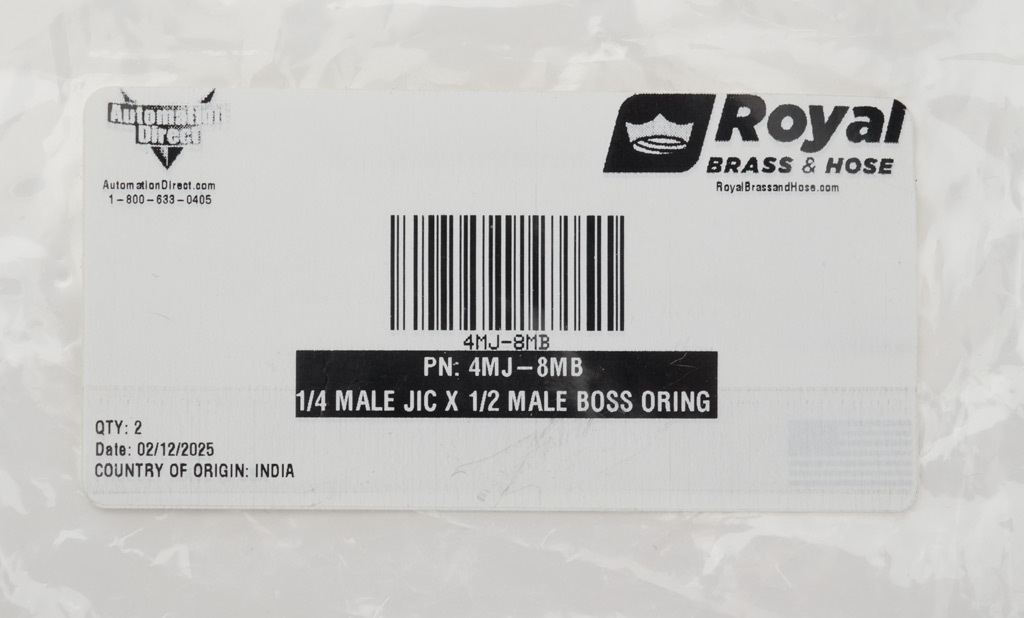 Automation
Direct
AutomationDirect.com
1-800-633-0405
Royal
BRASS & HOSE
RoyalBrassandHose.com
4MJ-8MB
PN: 4MJ-8MB
1/4 MALE JIC X 1/2 MALE BOSS ORING
QTY: 2
Date: 02/12/2025
COUNTRY OF ORIGIN: INDIA